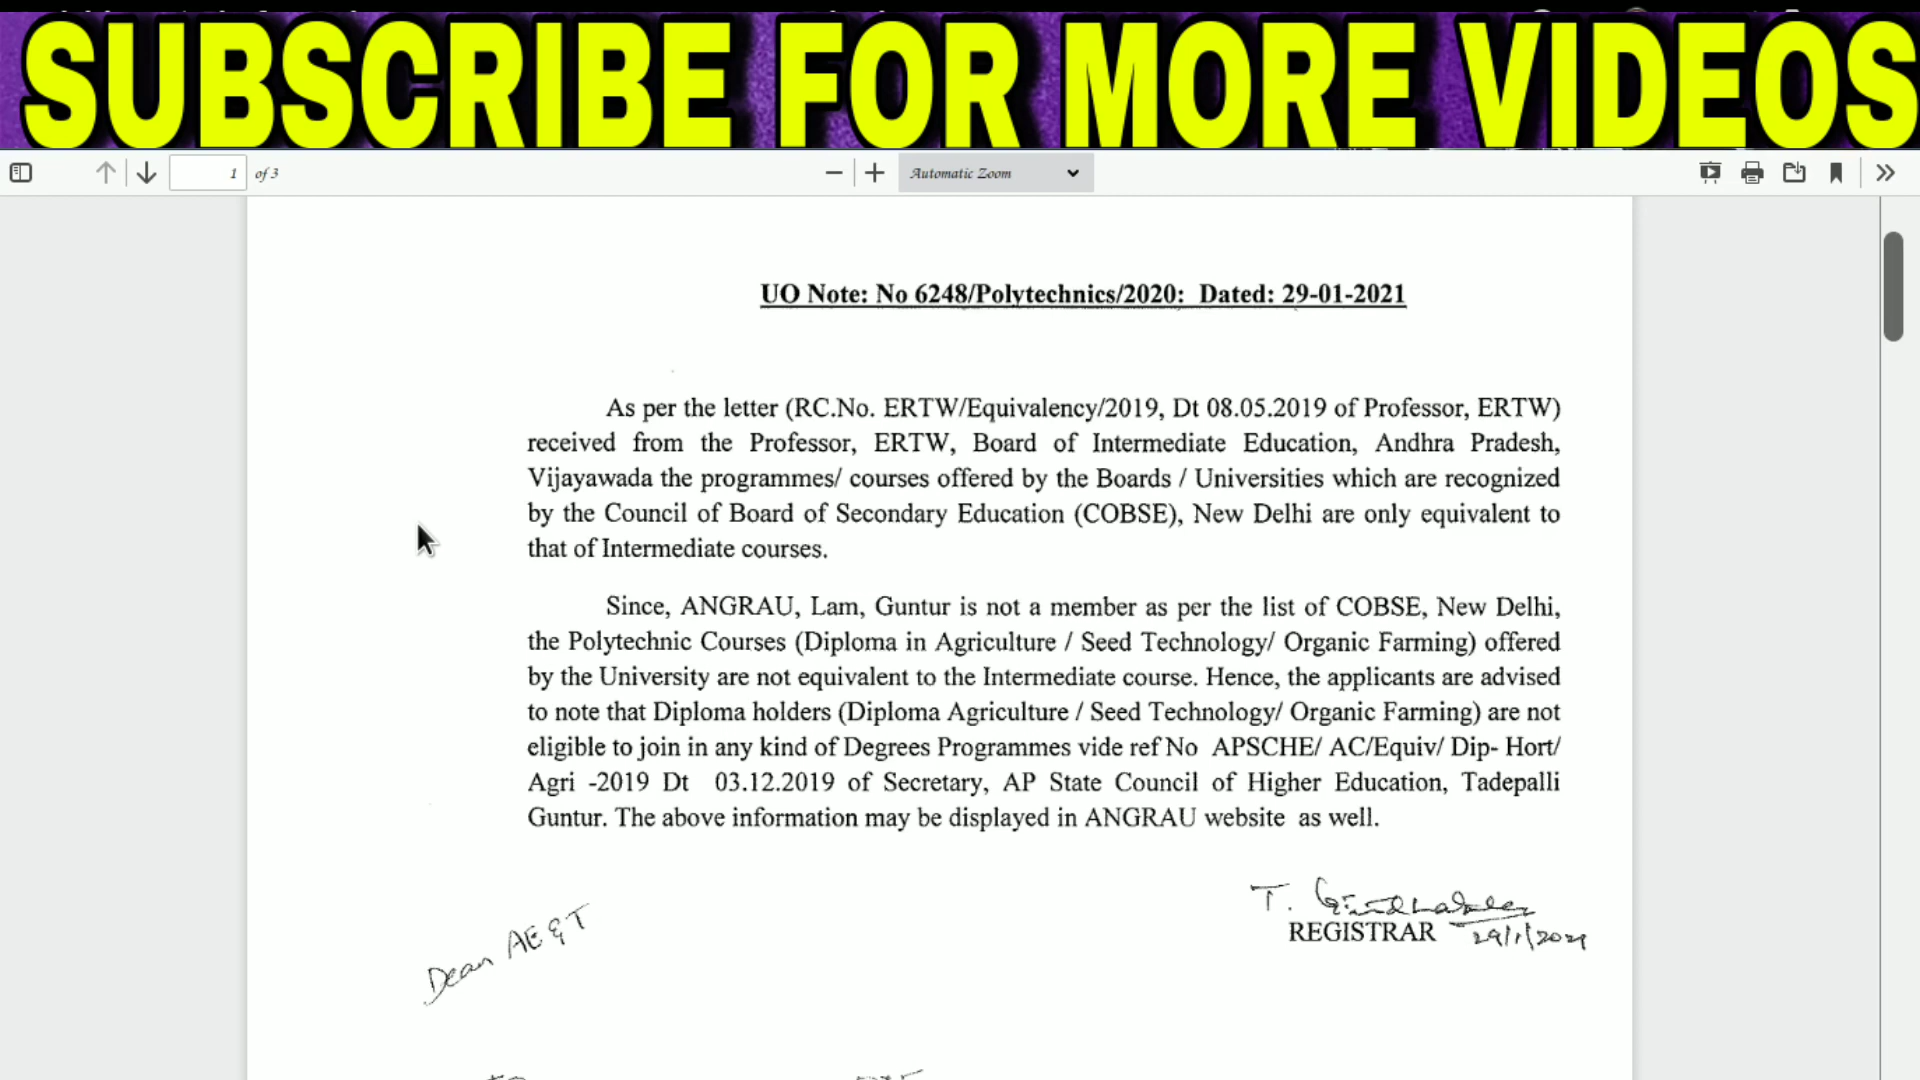 SUBSCRIBE FOR MORE VIDEOS
1 of 3
Automatic Zoom
UO Note: No 6248/Polytechnics/2020: Dated: 29-01-2021
As per the letter (RC.No. ERTW/Equivalency/2019, Dt 08.05.2019 of Professor, ERTW)
received from the Professor, ERTW, Board of Intermediate Education, Andhra Pradesh,
Vijayawada the programmes/ courses offered by the Boards / Universities which are recognized
by the Council of Board of Secondary Education (COBSE), New Delhi are only equivalent to
that of Intermediate courses.
Since, ANGRAU, Lam, Guntur is not a member as per the list of COBSE, New Delhi,
the Polytechnic Courses (Diploma in Agriculture / Seed Technology/ Organic Farming) offered
by the University are not equivalent to the Intermediate course. Hence, the applicants are advised
to note that Diploma holders (Diploma Agriculture / Seed Technology/ Organic Farming) are not
eligible to join in any kind of Degrees Programmes vide ref No APSCHE/ AC/Equiv/ Dip- Hort/
Agri -2019 Dt 03.12.2019 of Secretary, AP State Council of Higher Education, Tadepalli
Guntur. The above information may be displayed in ANGRAU website as well.
T.
REGISTRAR 29/1/2021
Dean AE&T